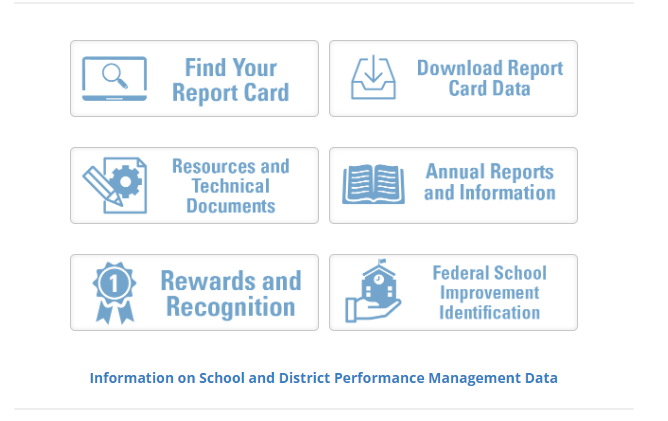 Find Your
Report Card
Download Report
Card Data
Resources and
Technical
Documents
Annual Reports
and Information
1
Rewards and
Recognition
Federal School
Improvement
Identification
Information on School and District Performance Management Data